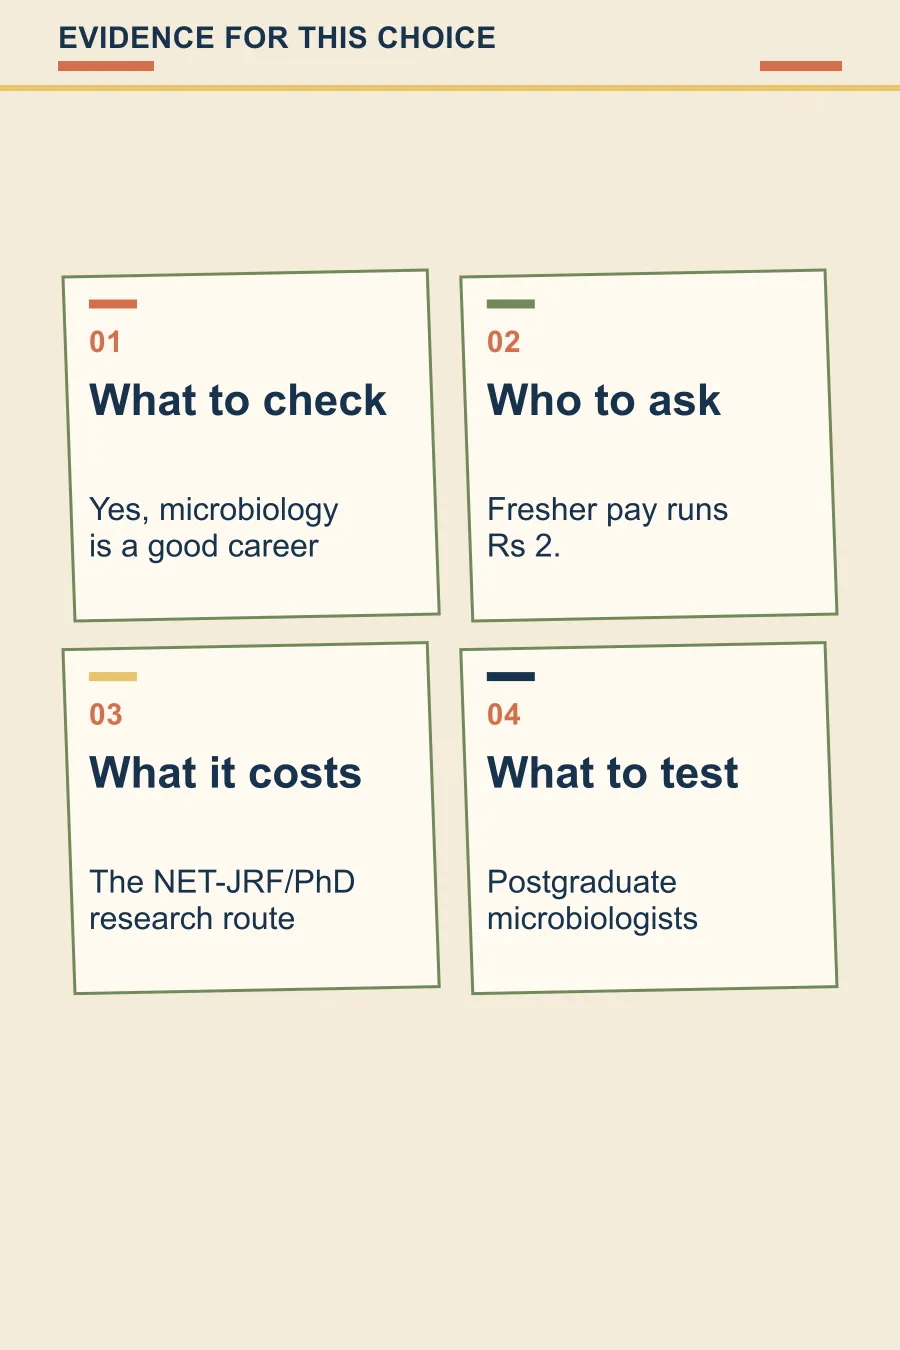 EVIDENCE FOR THIS CHOICE
01
What to check
Yes, microbiology
is a good career
02
Who to ask
Fresher pay runs
Rs 2.
03
What it costs
The NET-JRF/PhD
research route
04
What to test
Postgraduate
microbiologists